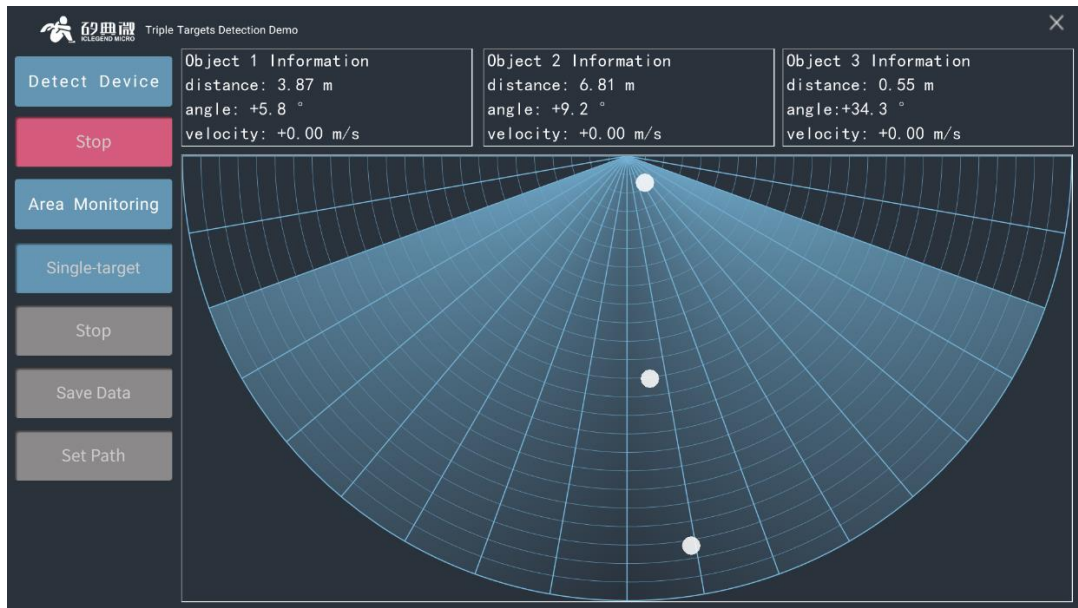 矽典微 Triple Targets Detection Demo
ICLEGEND MICRO
Detect Device
Stop
Area Monitoring
Single-target
Stop
Save Data
Set Path
Object 1 Information
distance: 3.87 m
angle: +5.8 °
velocity: +0.00 m/s
Object 2 Information
distance: 6.81 m
angle: +9.2 °
velocity: +0.00 m/s
Object 3 Information
distance: 0.55 m
angle:+34.3 °
velocity: +0.00 m/s